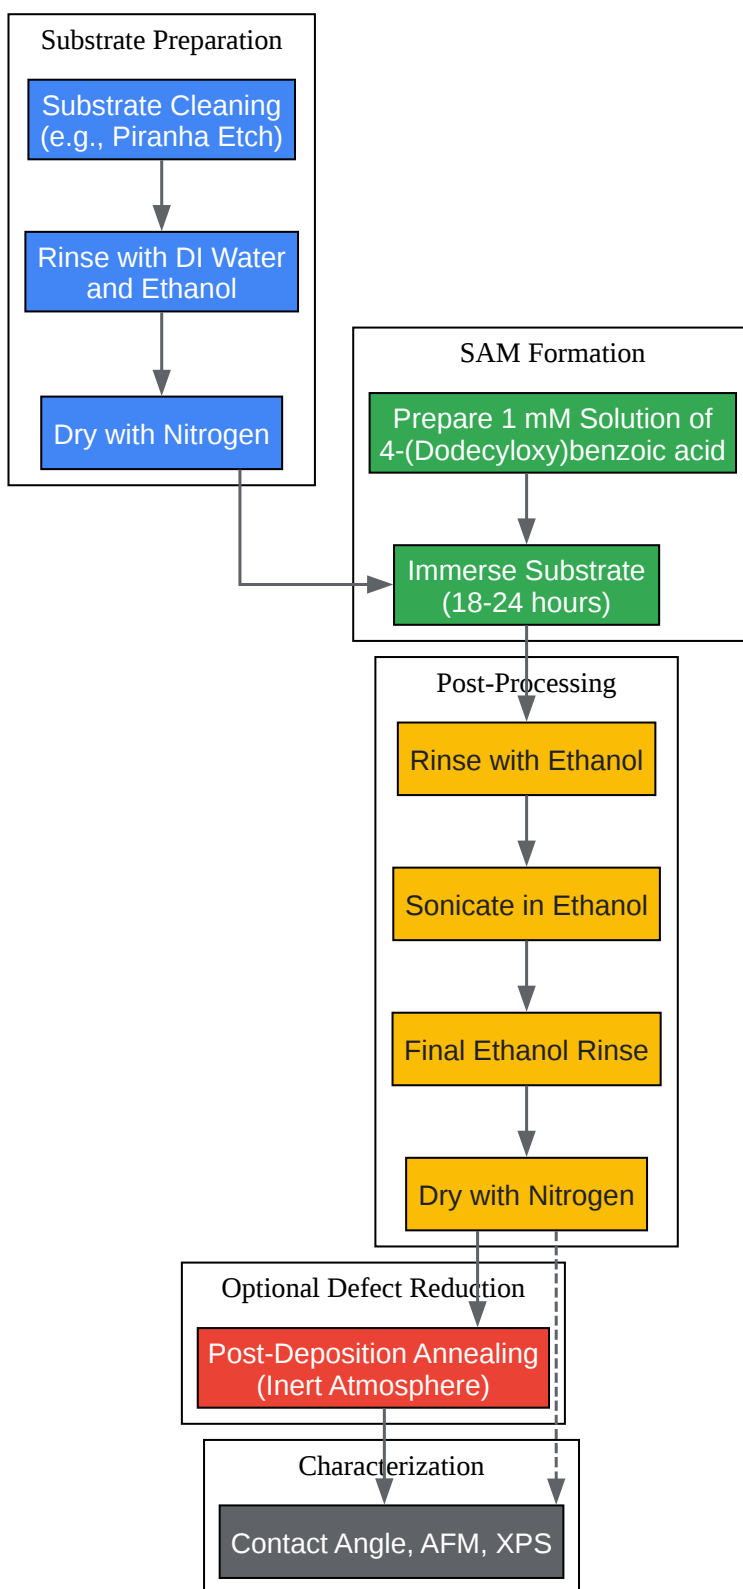 Substrate Preparation
Substrate Cleaning
(e.g., Piranha Etch)
Rinse with DI Water
and Ethanol
Dry with Nitrogen
SAM Formation
Prepare 1 mM Solution of
4-(Dodecyloxy)benzoic acid
Immerse Substrate
(18-24 hours)
Post-Processing
Rinse with Ethanol
Sonicate in Ethanol
Final Ethanol Rinse
Dry with Nitrogen
Optional Defect Reduction
Post-Deposition Annealing
(Inert Atmosphere)
Characterization
Contact Angle, AFM, XPS